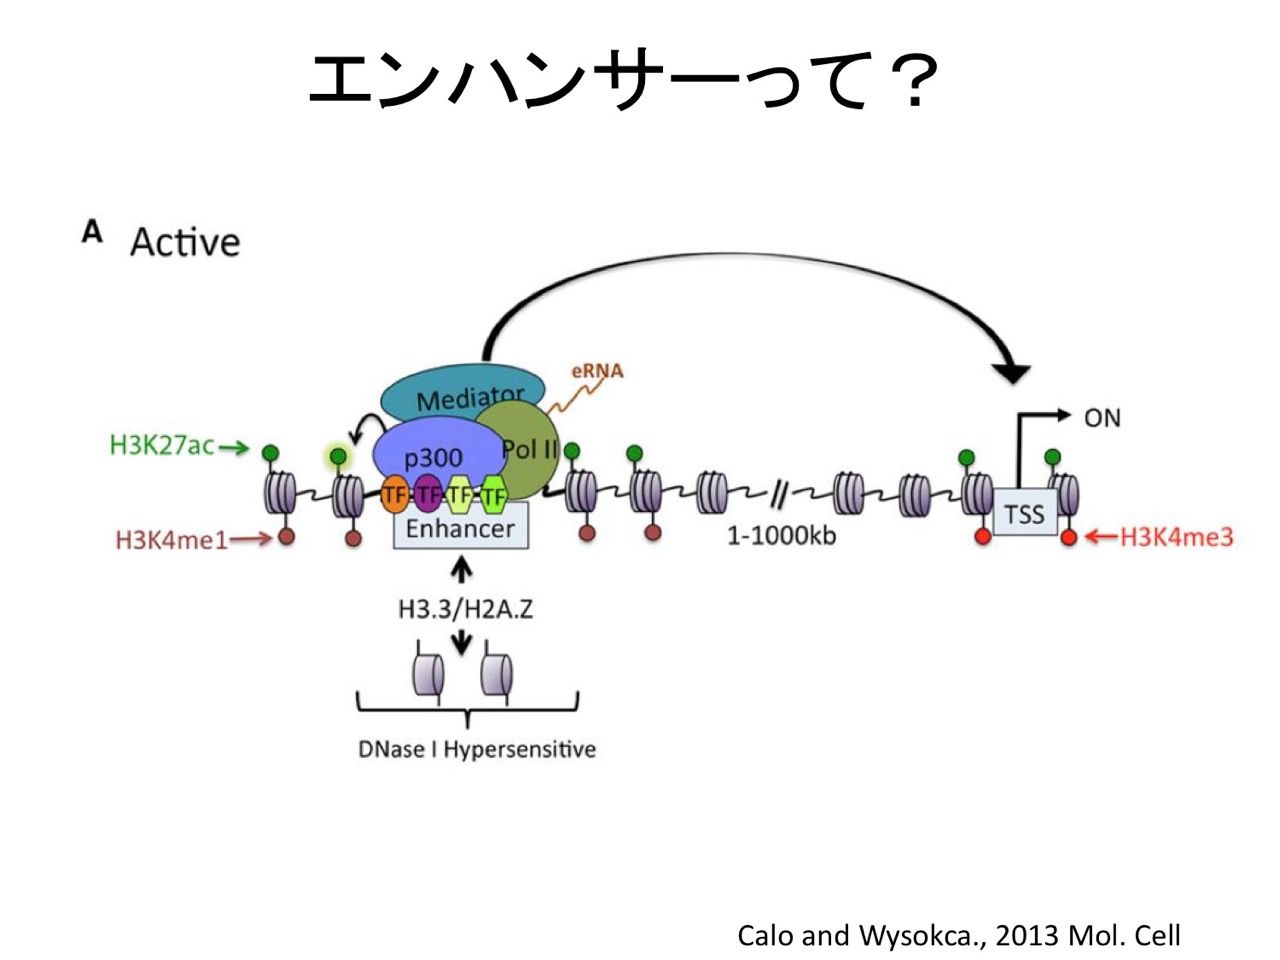 エンハンサーって？
A Active
eRNA
Mediator
ON
H3K27ac
p300
Pol II
TF TF TF TF
Enhancer
TSS
H3K4me1
1-1000kb
H3K4me3
H3.3/H2A.Z
DNase I Hypersensitive
Calo and Wysokca., 2013 Mol. Cell